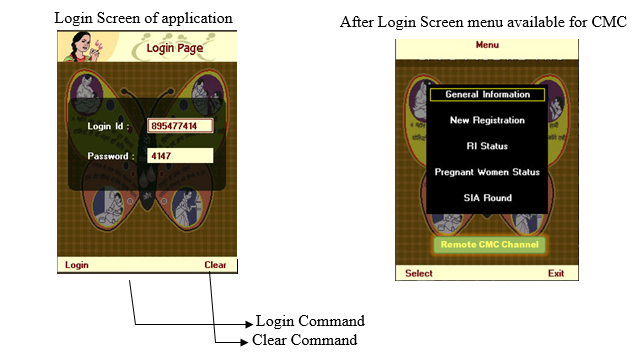 Login Screen of application
After Login Screen menu available for CMC
Login Page
Login Id :
895477414
Password :
4147
Login
Clear
Menu
General Information
New Registration
RI Status
Pregnant Women Status
SIA Round
Remote CMC Channel
Select
Exit
Login Command
Clear Command